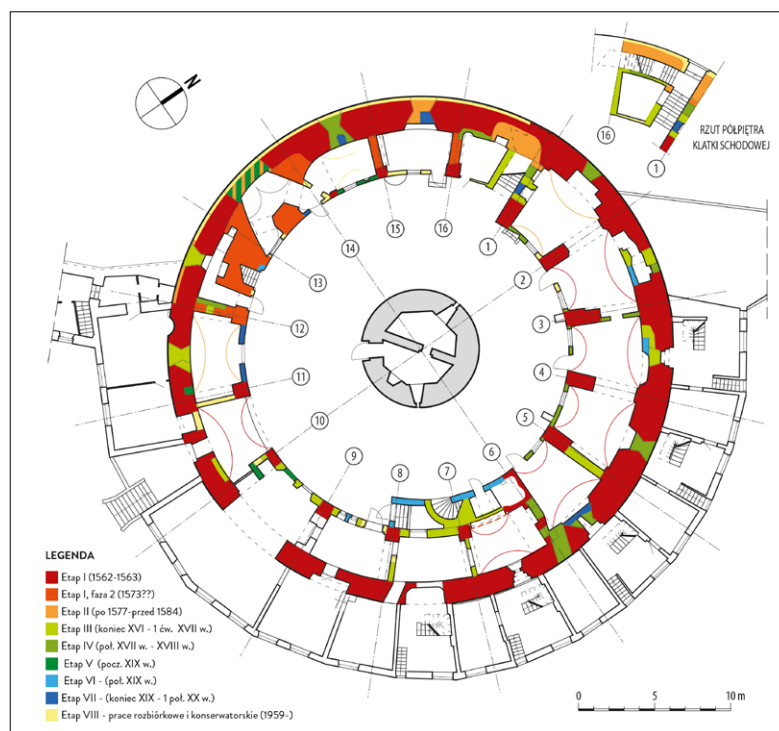 N
16
RZUT PÓŁPIĘTRA
KLATKI SCHODOWEJ
1
15
16
14
1
13
2
12
3
11
4
10
5
9
8
7
6
LEGENDA
Etap I (1562-1563)
Etap I, faza 2 (1573??)
Etap II (po 1577-przed 1584)
Etap III (koniec XVI - 1 ćw. XVII w.)
Etap IV (poł. XVII w. - XVIII w.)
Etap V (pocz. XIX w.)
Etap VI - (poł. XIX w.)
Etap VII - (koniec XIX - 1 poł. XX w.)
Etap VIII - prace rozbiórkowe i konserwatorskie (1959-)
0 5 10 m